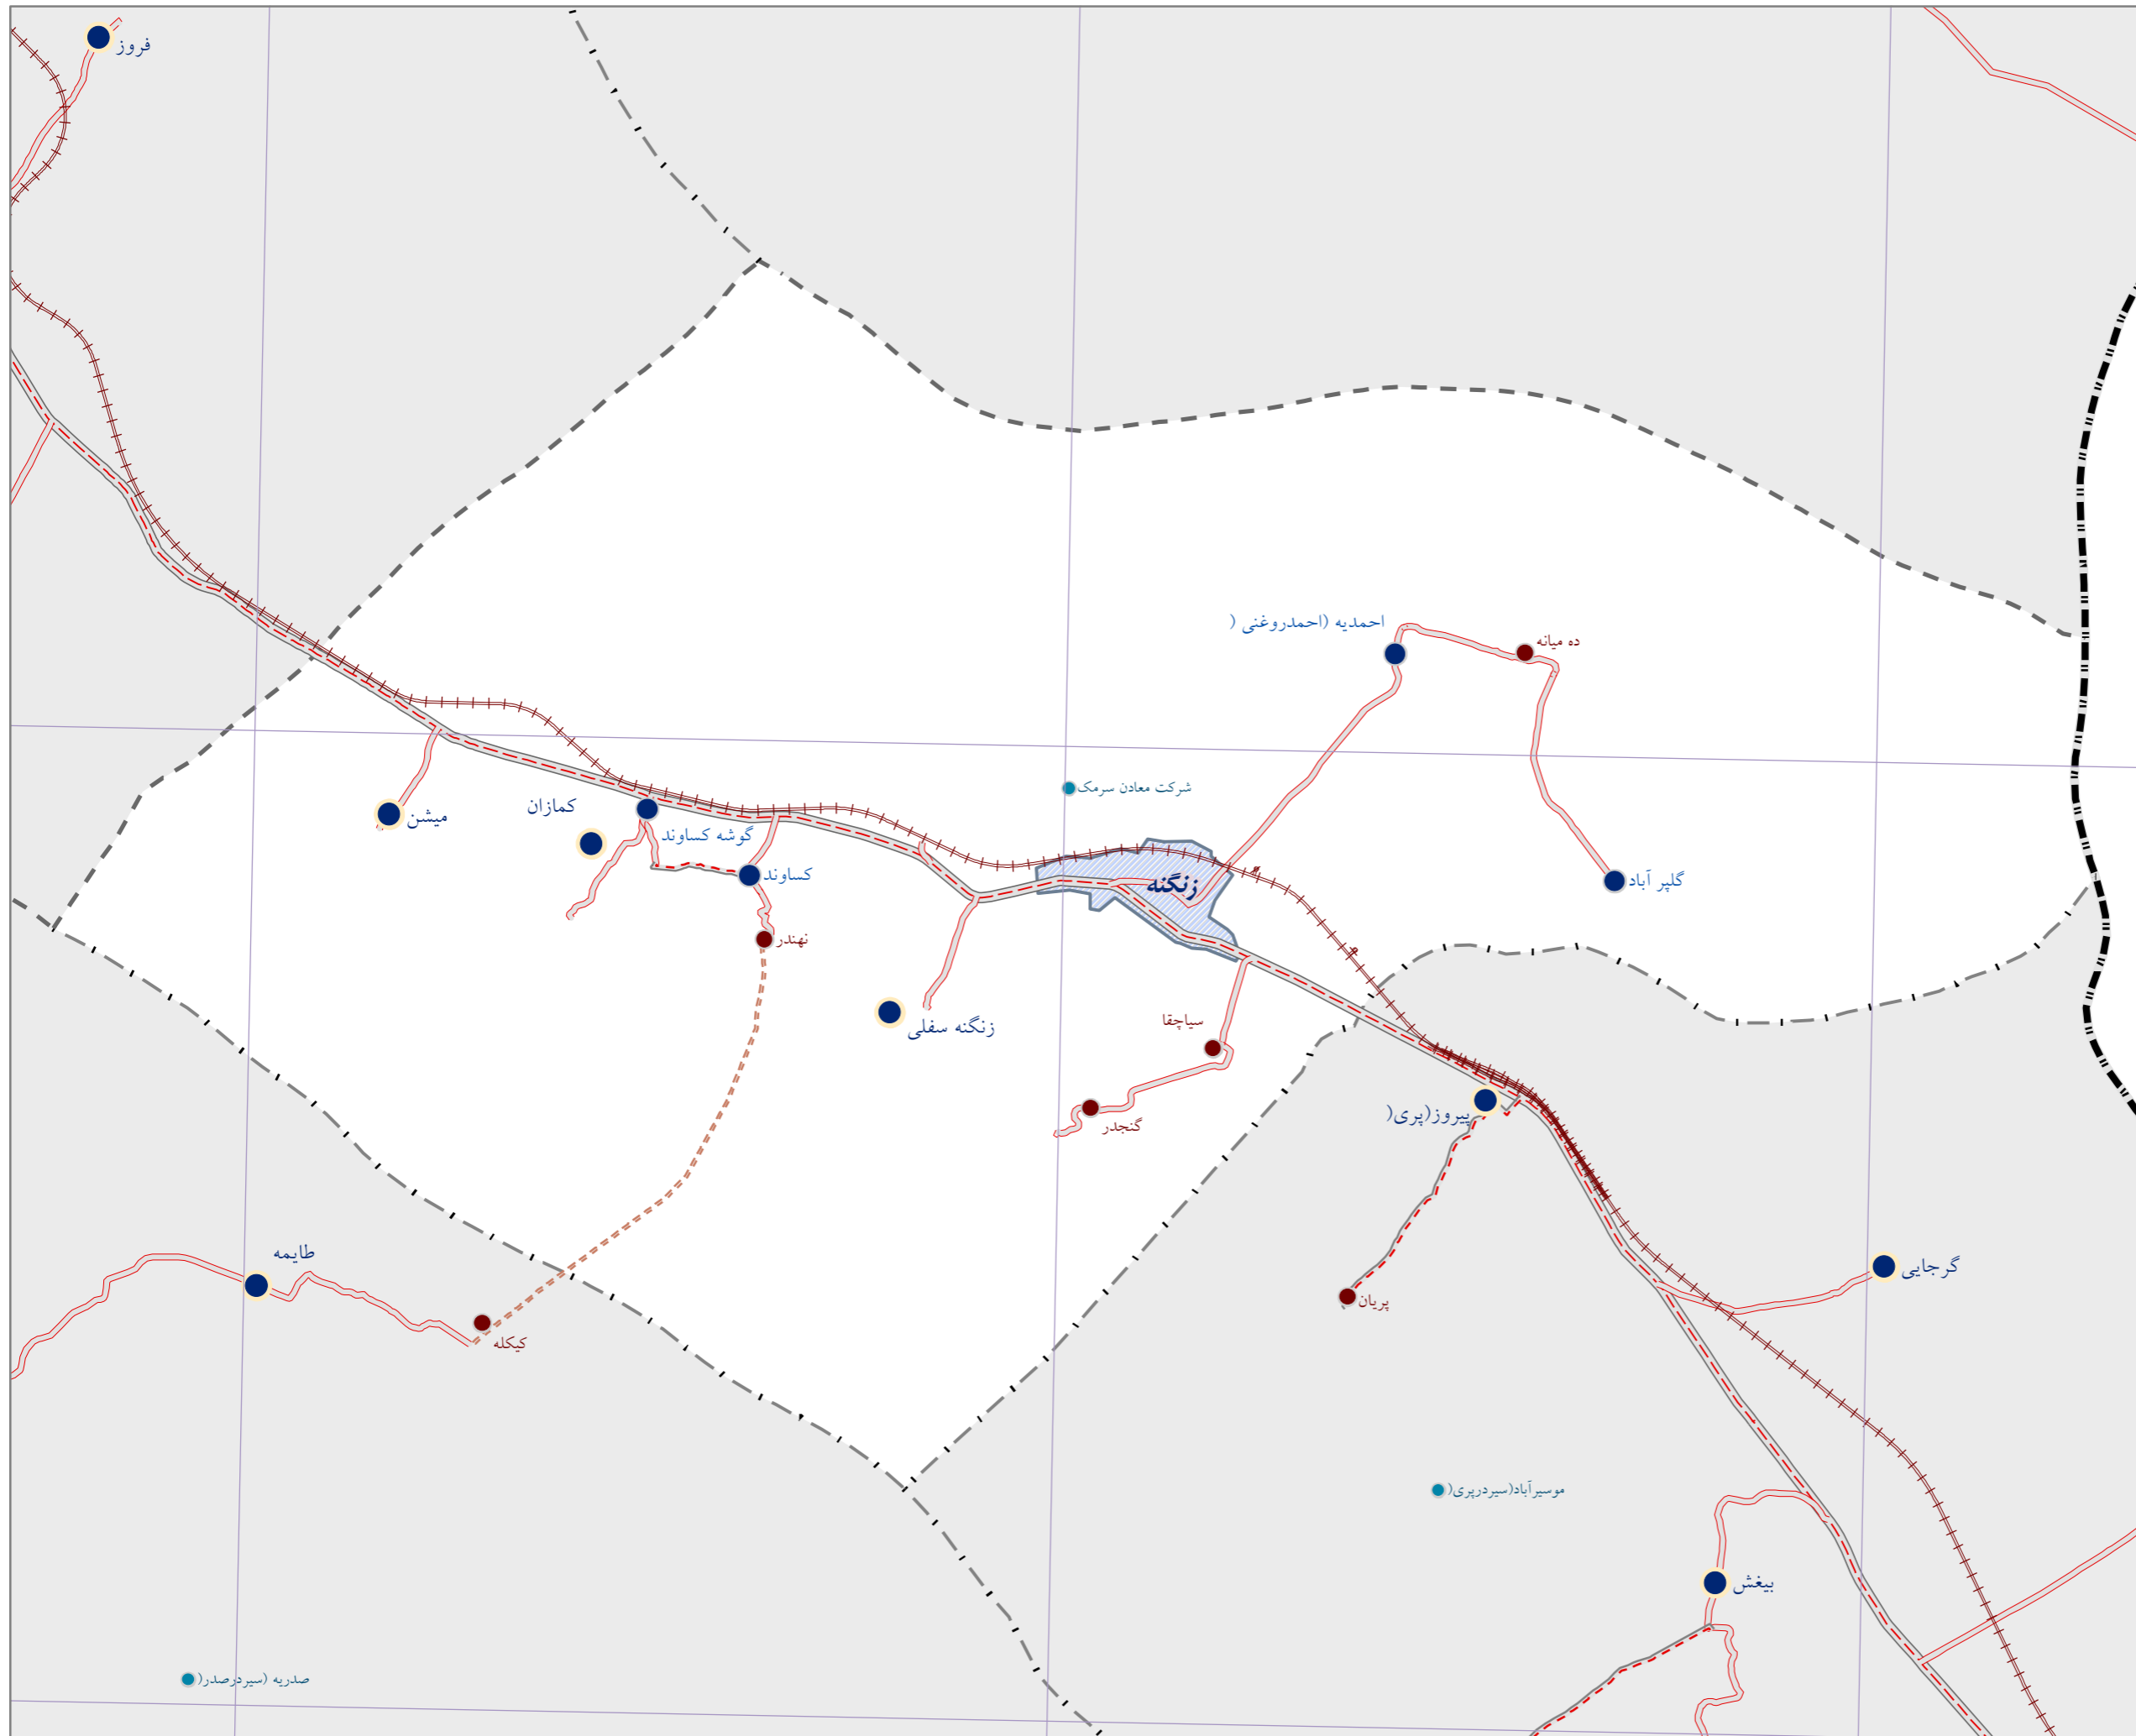 فروز
احمدیه (احمدروغنی (
ده میانه
شرکت معادن سرمک
کمازان
میشن
گوشه کساوند
کساوند
زنگنه
گلپر آباد
نهندر
سیاچقا
زنگنه سفلی
پیروز(پری(
گنجدر
طایمه
گرجایی
پریان
کیکله
موسیرآباد(سیردرپری(
بیغش
صدریه (سیردرصدر(